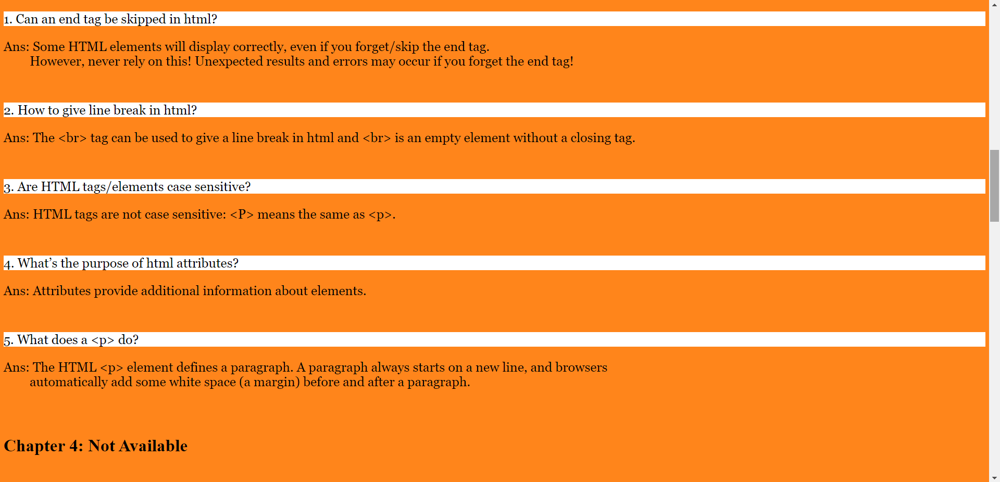 1. Can an end tag be skipped in html?
Ans: Some HTML elements will display correctly, even if you forget/skip the end tag.
However, never rely on this! Unexpected results and errors may occur if you forget the end tag!
2. How to give line break in html?
Ans: The <br> tag can be used to give a line break in html and <br> is an empty element without a closing tag.
3. Are HTML tags/elements case sensitive?
Ans: HTML tags are not case sensitive: <P> means the same as <p>.
4. What’s the purpose of html attributes?
Ans: Attributes provide additional information about elements.
5. What does a <p> do?
Ans: The HTML <p> element defines a paragraph. A paragraph always starts on a new line, and browsers
automatically add some white space (a margin) before and after a paragraph.
Chapter 4: Not Available